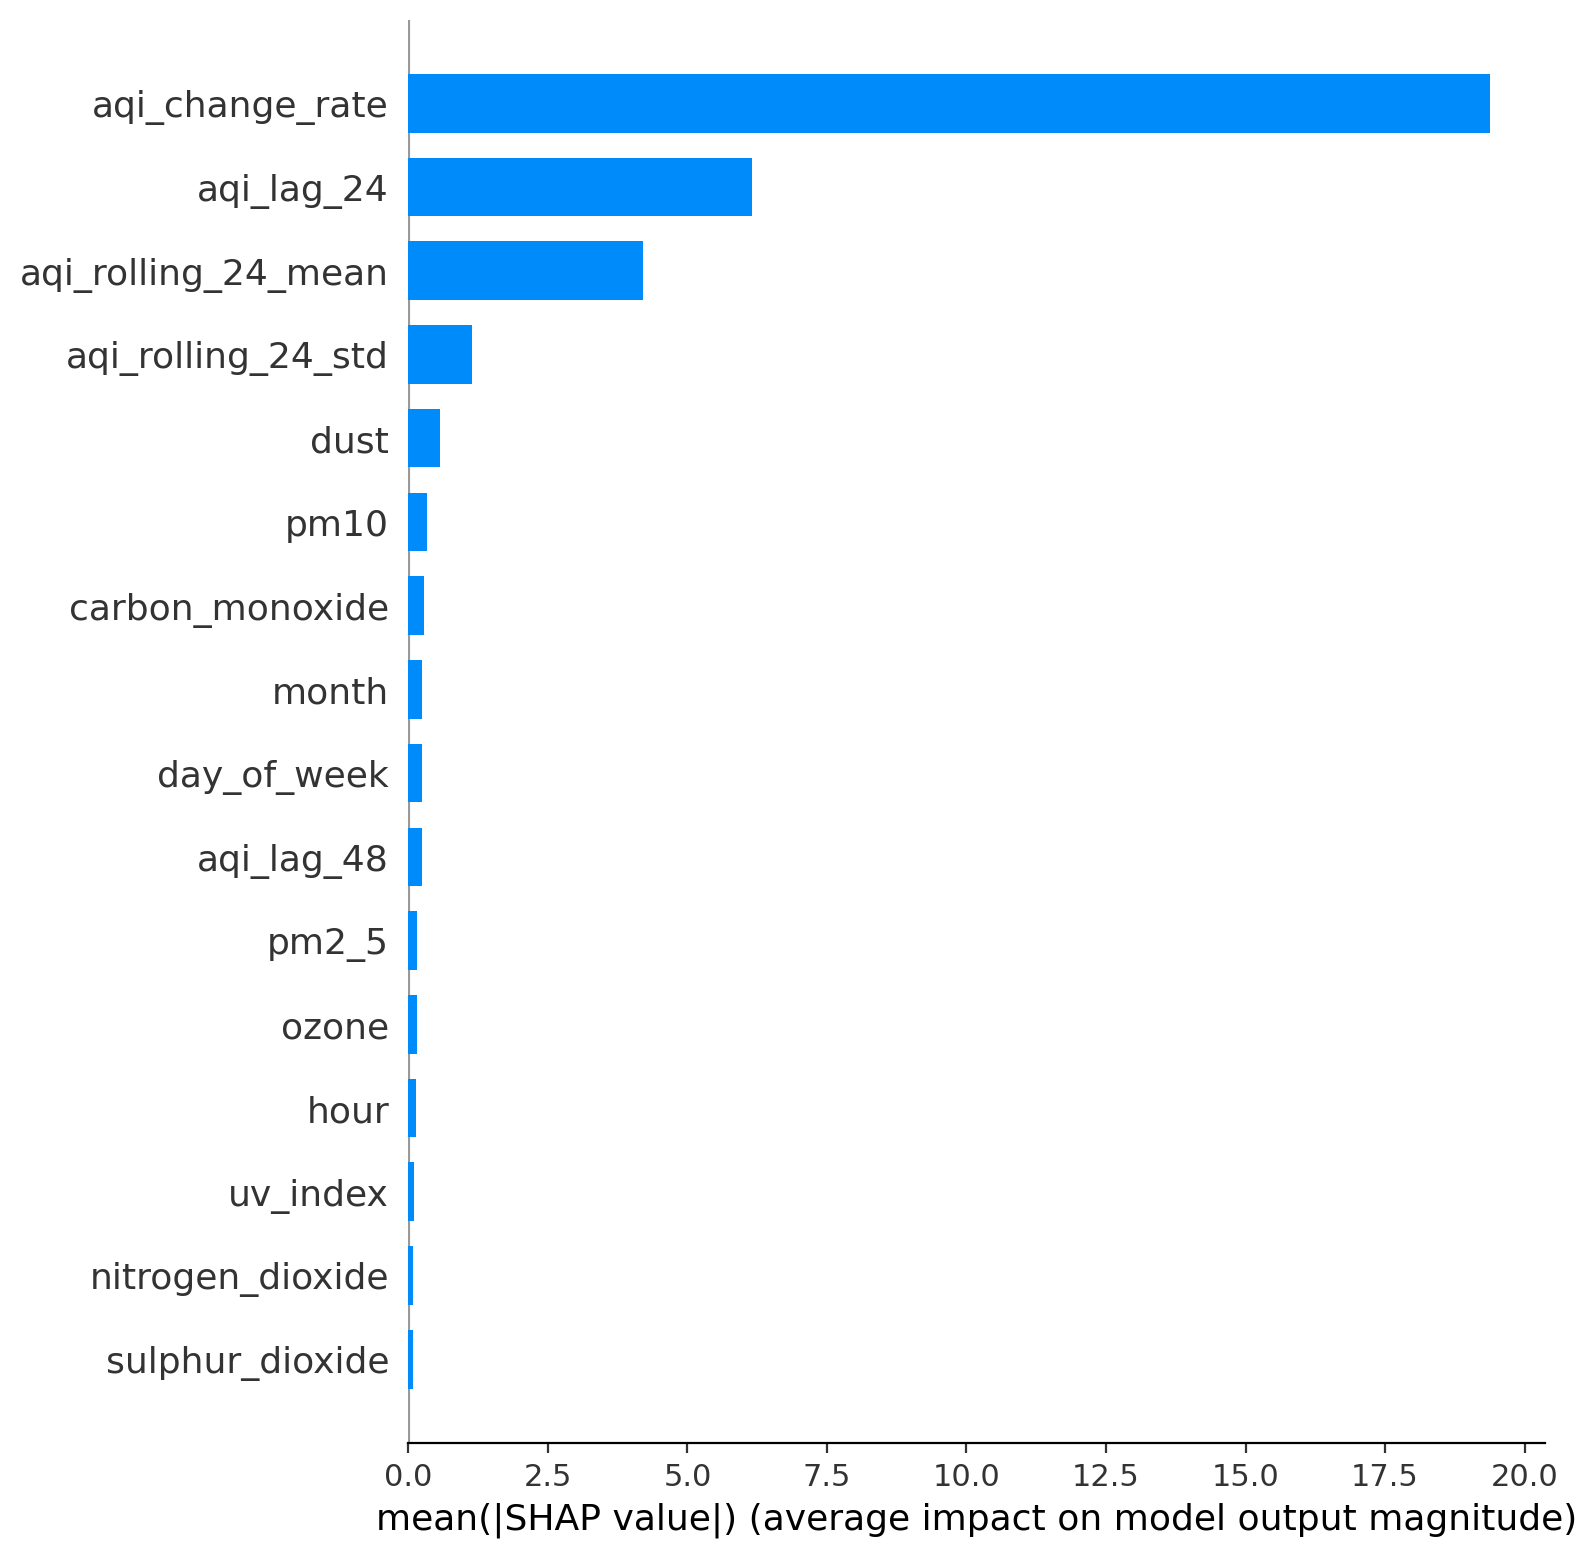 aqi_change_rate
aqi_lag_24
aqi_rolling_24_mean
aqi_rolling_24_std
dust
pm10
carbon_monoxide
month
day_of_week
aqi_lag_48
pm2_5
ozone
hour
uv_index
nitrogen_dioxide
sulphur_dioxide
0.0 2.5 5.0 7.5 10.0 12.5 15.0 17.5 20.0
mean(|SHAP value|) (average impact on model output magnitude)